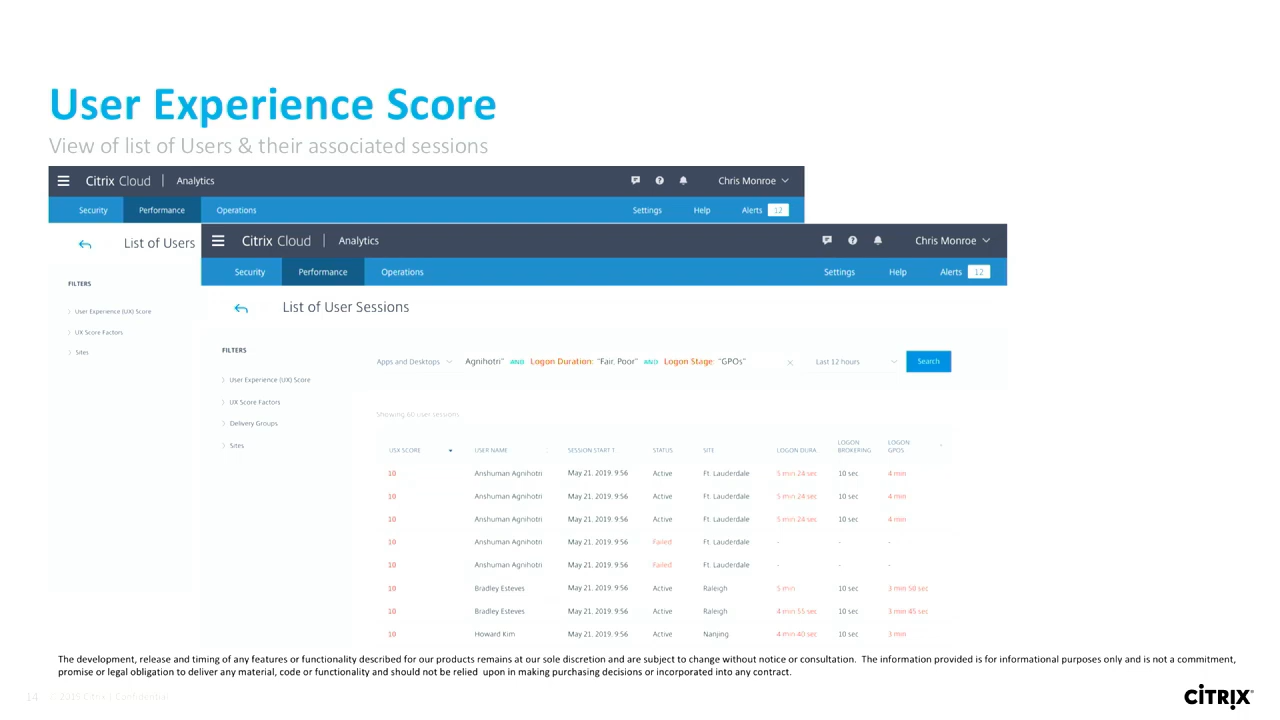 User Experience Score
View of list of Users & their associated sessions
Citrix Cloud | Analytics
Chris Monroe
Security Performance Operations Settings Help Alerts 12
List of Users
FILTERS
User Experience (UX) Score
UX Score Factors
Sites
Citrix Cloud | Analytics
Chris Monroe
Security Performance Operations Settings Help Alerts 12
List of User Sessions
FILTERS
User Experience (UX) Score
UX Score Factors
Delivery Groups
Sites
Apps and Desktops Agnihotri" AND Logon Duration: "Fair, Poor" AND Logon Stage: "GPOs" Last 12 hours Search
Showing 60 user sessions
USX SCORE USER NAME SESSION START T STATUS SITE LOGON DURA. LOGON BROKERING LOGON GPOS
10 Anshuman Agnihotri May 21. 2019. 9:56 Active Ft. Lauderdale 5 min 24 sec 10 sec 4 min
10 Anshuman Agnihotri May 21. 2019. 9:56 Active Ft. Lauderdale 5 min 24 sec 10 sec 4 min
10 Anshuman Agnihotri May 21. 2019. 9:56 Active Ft. Lauderdale 5 min 24 sec 10 sec 4 min
10 Anshuman Agnihotri May 21. 2019. 9:56 Failed Ft. Lauderdale - - -
10 Anshuman Agnihotri May 21. 2019. 9:56 Failed Ft. Lauderdale - - -
10 Bradley Esteves May 21. 2019. 9:56 Active Raleigh 5 min 10 sec 3 min 58 sec
10 Bradley Esteves May 21. 2019. 9:56 Active Raleigh 4 min 55 sec 10 sec 3 min 45 sec
10 Howard Kim May 21. 2019. 9:56 Active Nanjing 4 min 40 sec 10 sec 3 min
The development, release and timing of any features or functionality described for our products remains at our sole discretion and are subject to change without notice or consultation. The information provided is for informational purposes only and is not a commitment,
promise or legal obligation to deliver any material, code or functionality and should not be relied upon in making purchasing decisions or incorporated into any contract.
14 © 2015 Citrix | Confidential
CITRIX